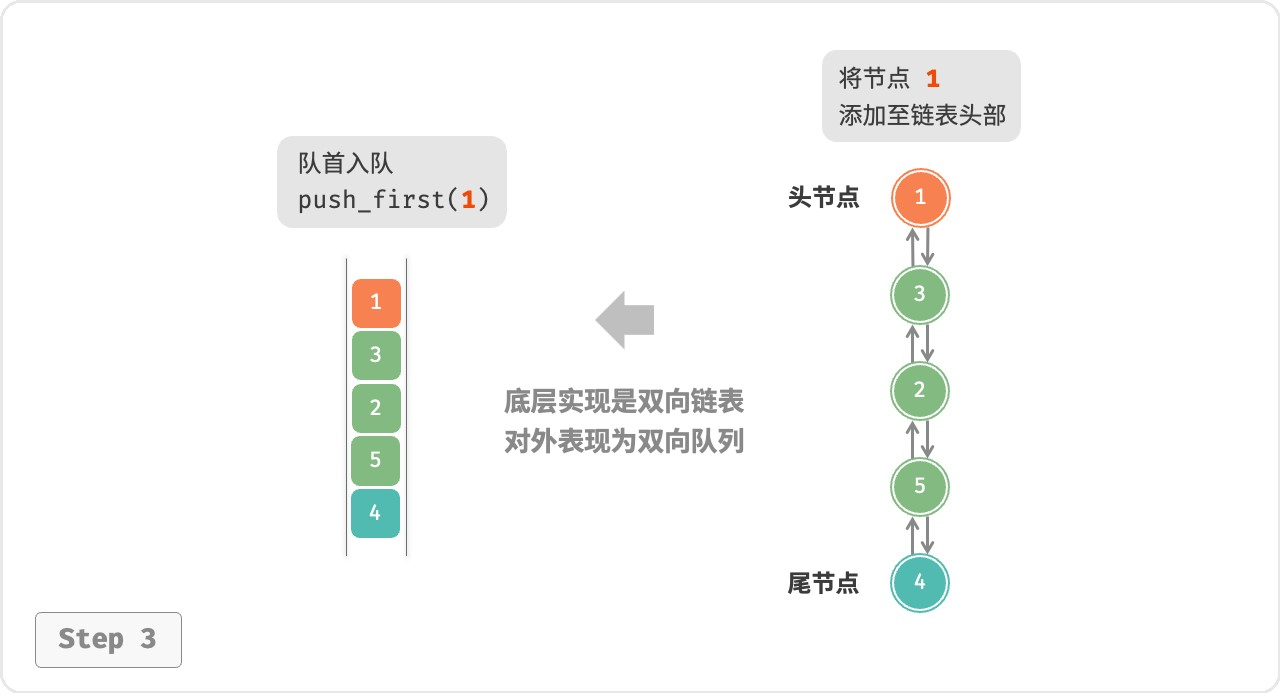 队首入队
push_first(1)
1
3
2
5
4
底层实现是双向链表
对外表现为双向队列
将节点 1
添加至链表头部
头节点
1
3
2
5
尾节点
4
Step 3